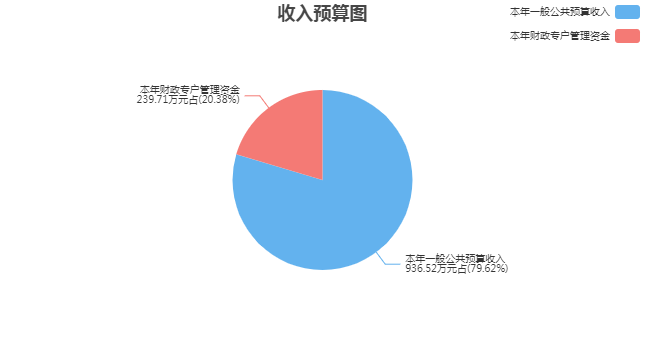 收入预算图
本年一般公共预算收入
本年财政专户管理资金
本年财政专户管理资金
239.71万元占(20.38%)
本年一般公共预算收入
936.52万元占(79.62%)